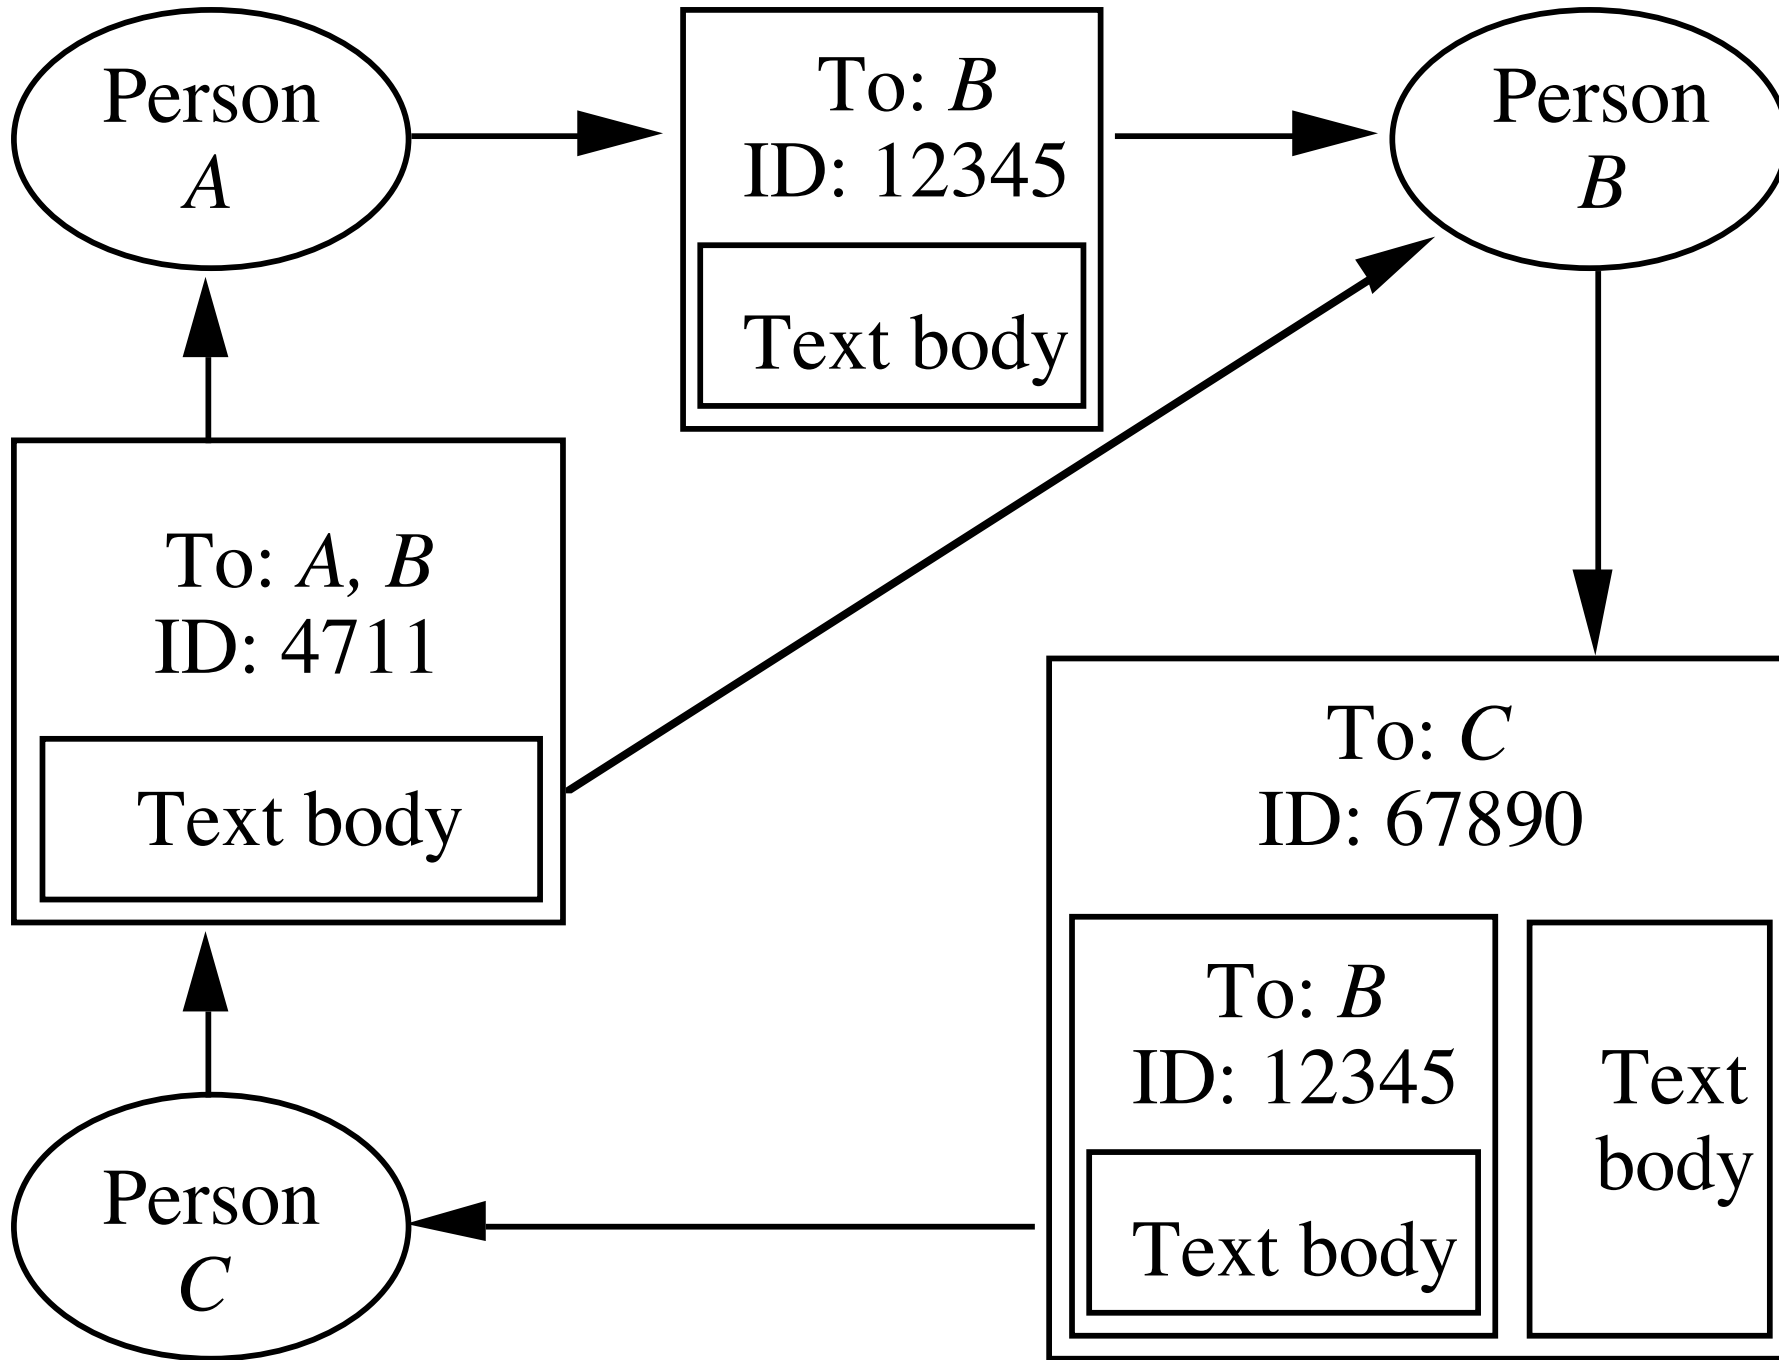 Person
A
To: B
ID: 12345
Text body
Person
B
To: A, B
ID: 4711
Text body
To: C
ID: 67890
To: B
ID: 12345
Text body
Text
body
Person
C